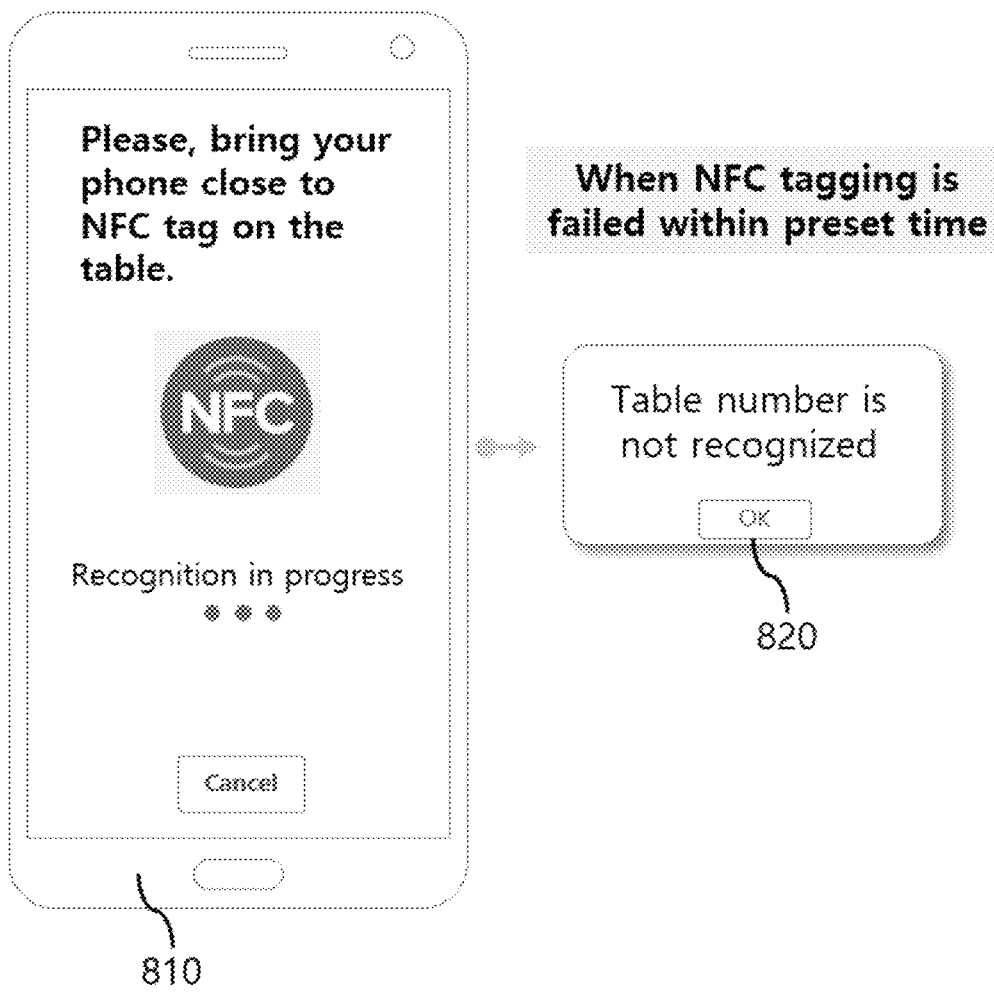 Please, bring your
phone close to
NFC tag on the
table.
NFC
Recognition in progress
Cancel
810
When NFC tagging is
failed within preset time
Table number is
not recognized
OK
820